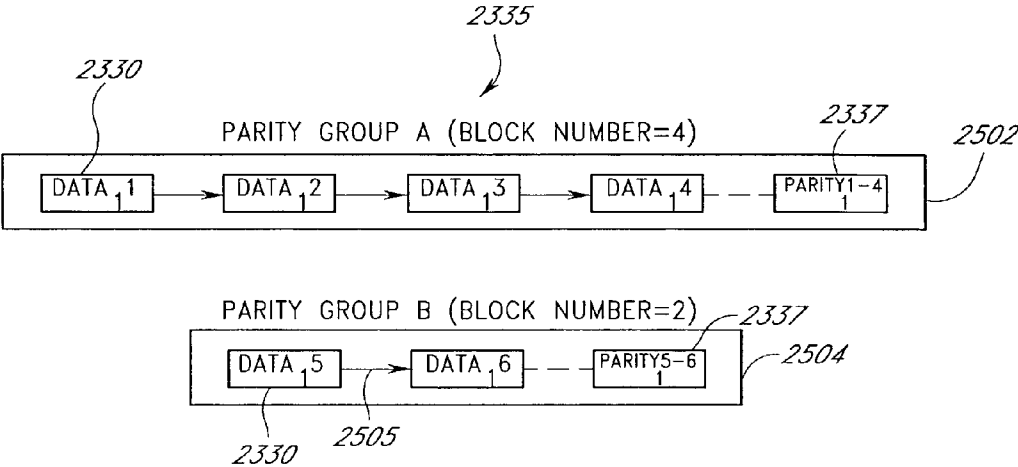 2335
2330
PARITY GROUP A (BLOCK NUMBER=4)
2337
2502
DATA 1
1
DATA 2
1
DATA 3
1
DATA 4
1
PARITY1-4
1
PARITY GROUP B (BLOCK NUMBER=2)
2337
DATA 5
1
DATA 6
1
PARITY5-6
1
2504
2330
2505